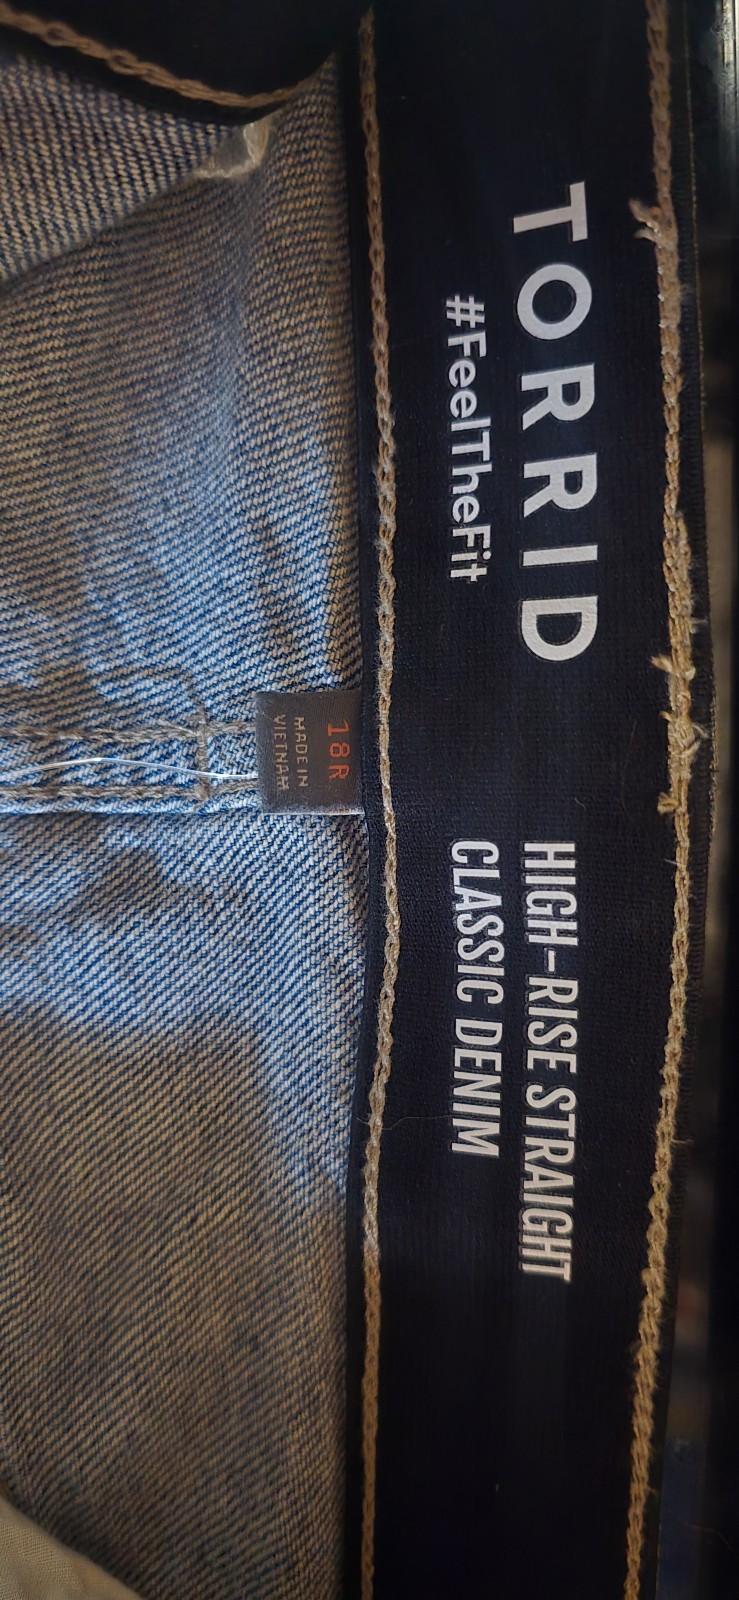 TORRID
#FeelTheFit
HIGH-RISE STRAIGHT
CLASSIC DENIM
18R
MADE IN
VIETNAM